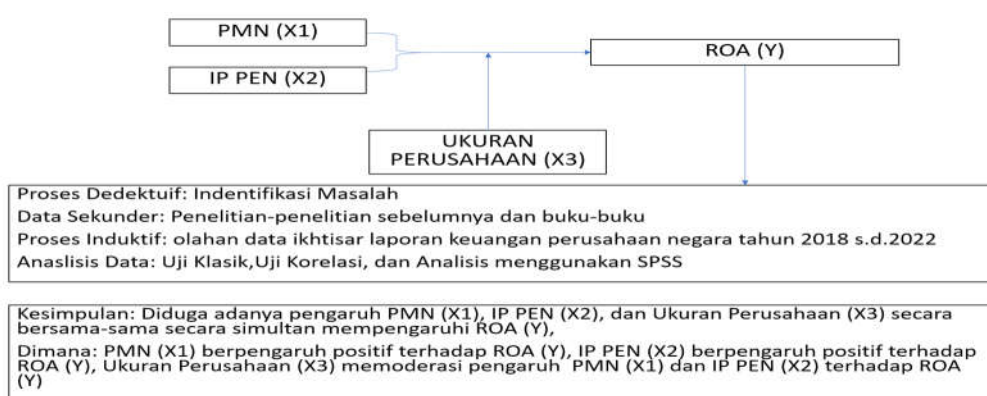 PMN (X1)
ROA (Y)
IP PEN (X2)
UKURAN
PERUSAHAAN (X3)
Proses Dedektuif: Indentifikasi Masalah
Data Sekunder: Penelitian-penelitian sebelumnya dan buku-buku
Proses Induktif: olahan data ikhtisar laporan keuangan perusahaan negara tahun 2018 s.d.2022
Anaslisis Data: Uji Klasik,Uji Korelasi, dan Analisis menggunakan SPSS
Kesimpulan: Diduga adanya pengaruh PMN (X1), IP PEN (X2), dan Ukuran Perusahaan (X3) secara
bersama-sama secara simultan mempengaruhi ROA (Y),
Dimana: PMN (X1) berpengaruh positif terhadap ROA (Y), IP PEN (X2) berpengaruh positif terhadap
ROA (Y), Ukuran Perusahaan (X3) memoderasi pengaruh PMN (X1) dan IP PEN (X2) terhadap ROA
(Y)